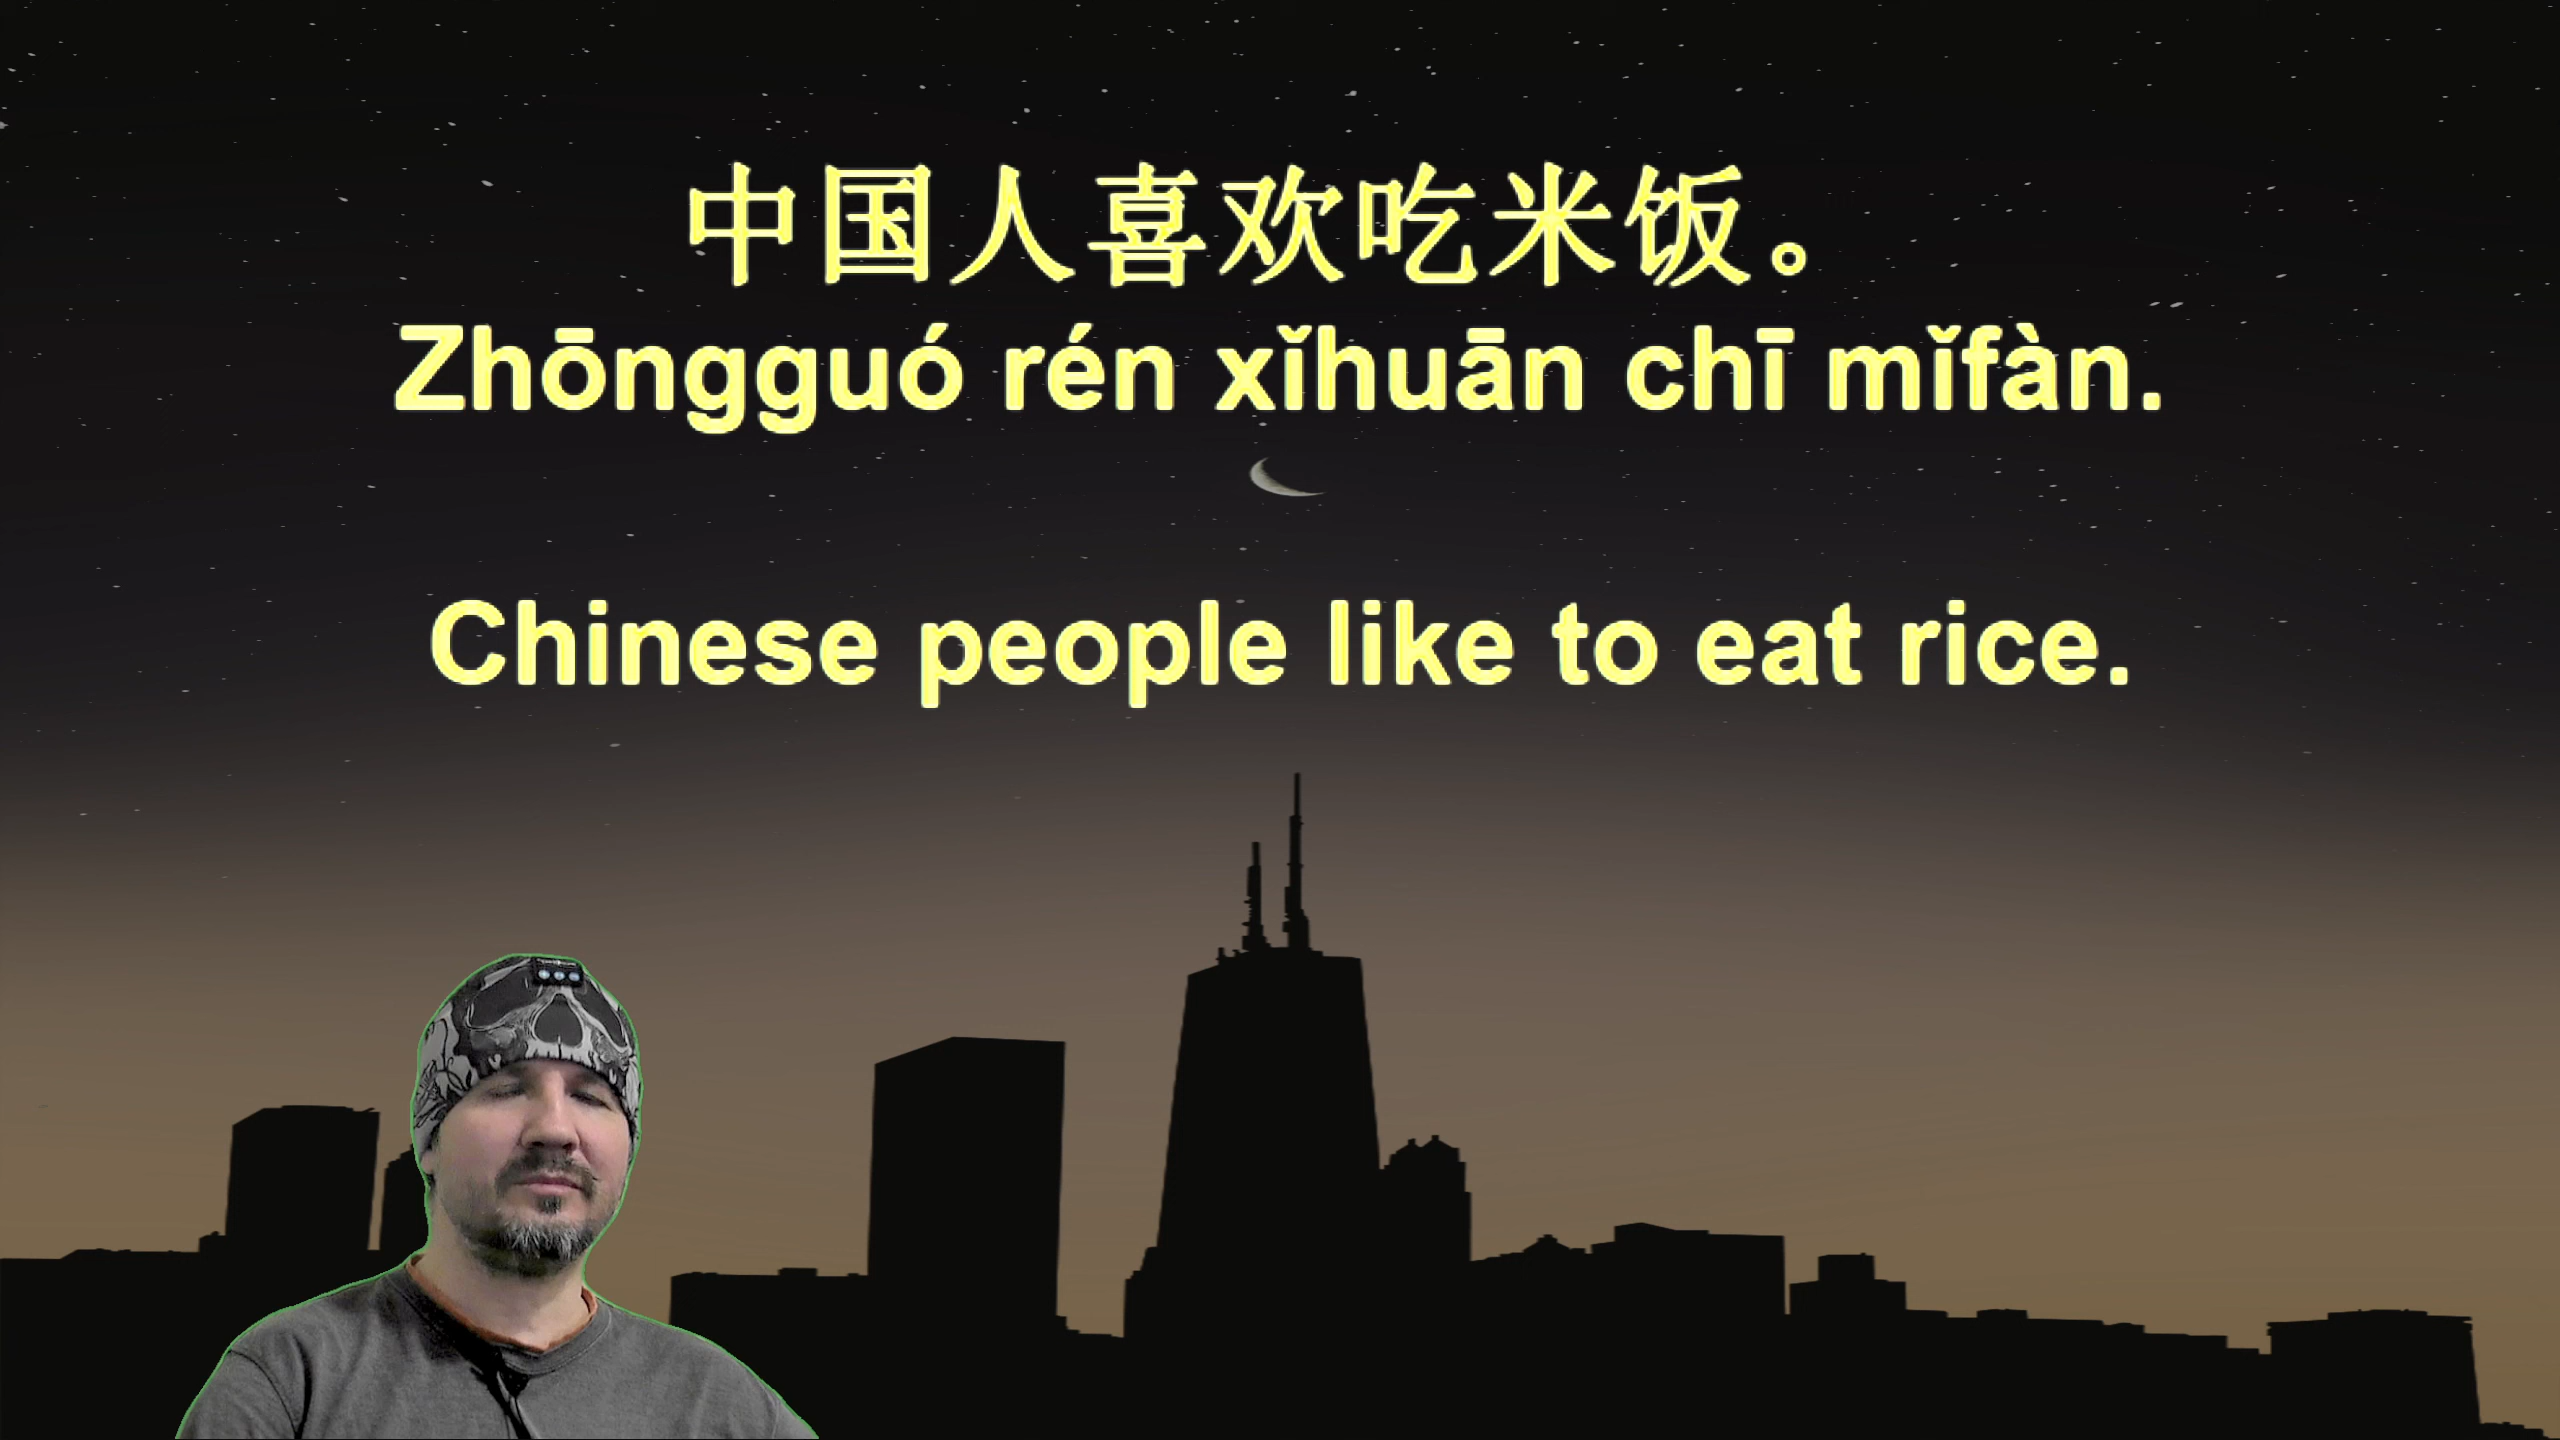 中国人喜欢吃米饭。
Zhōngguó rén xǐhuān chī mǐfàn.
Chinese people like to eat rice.